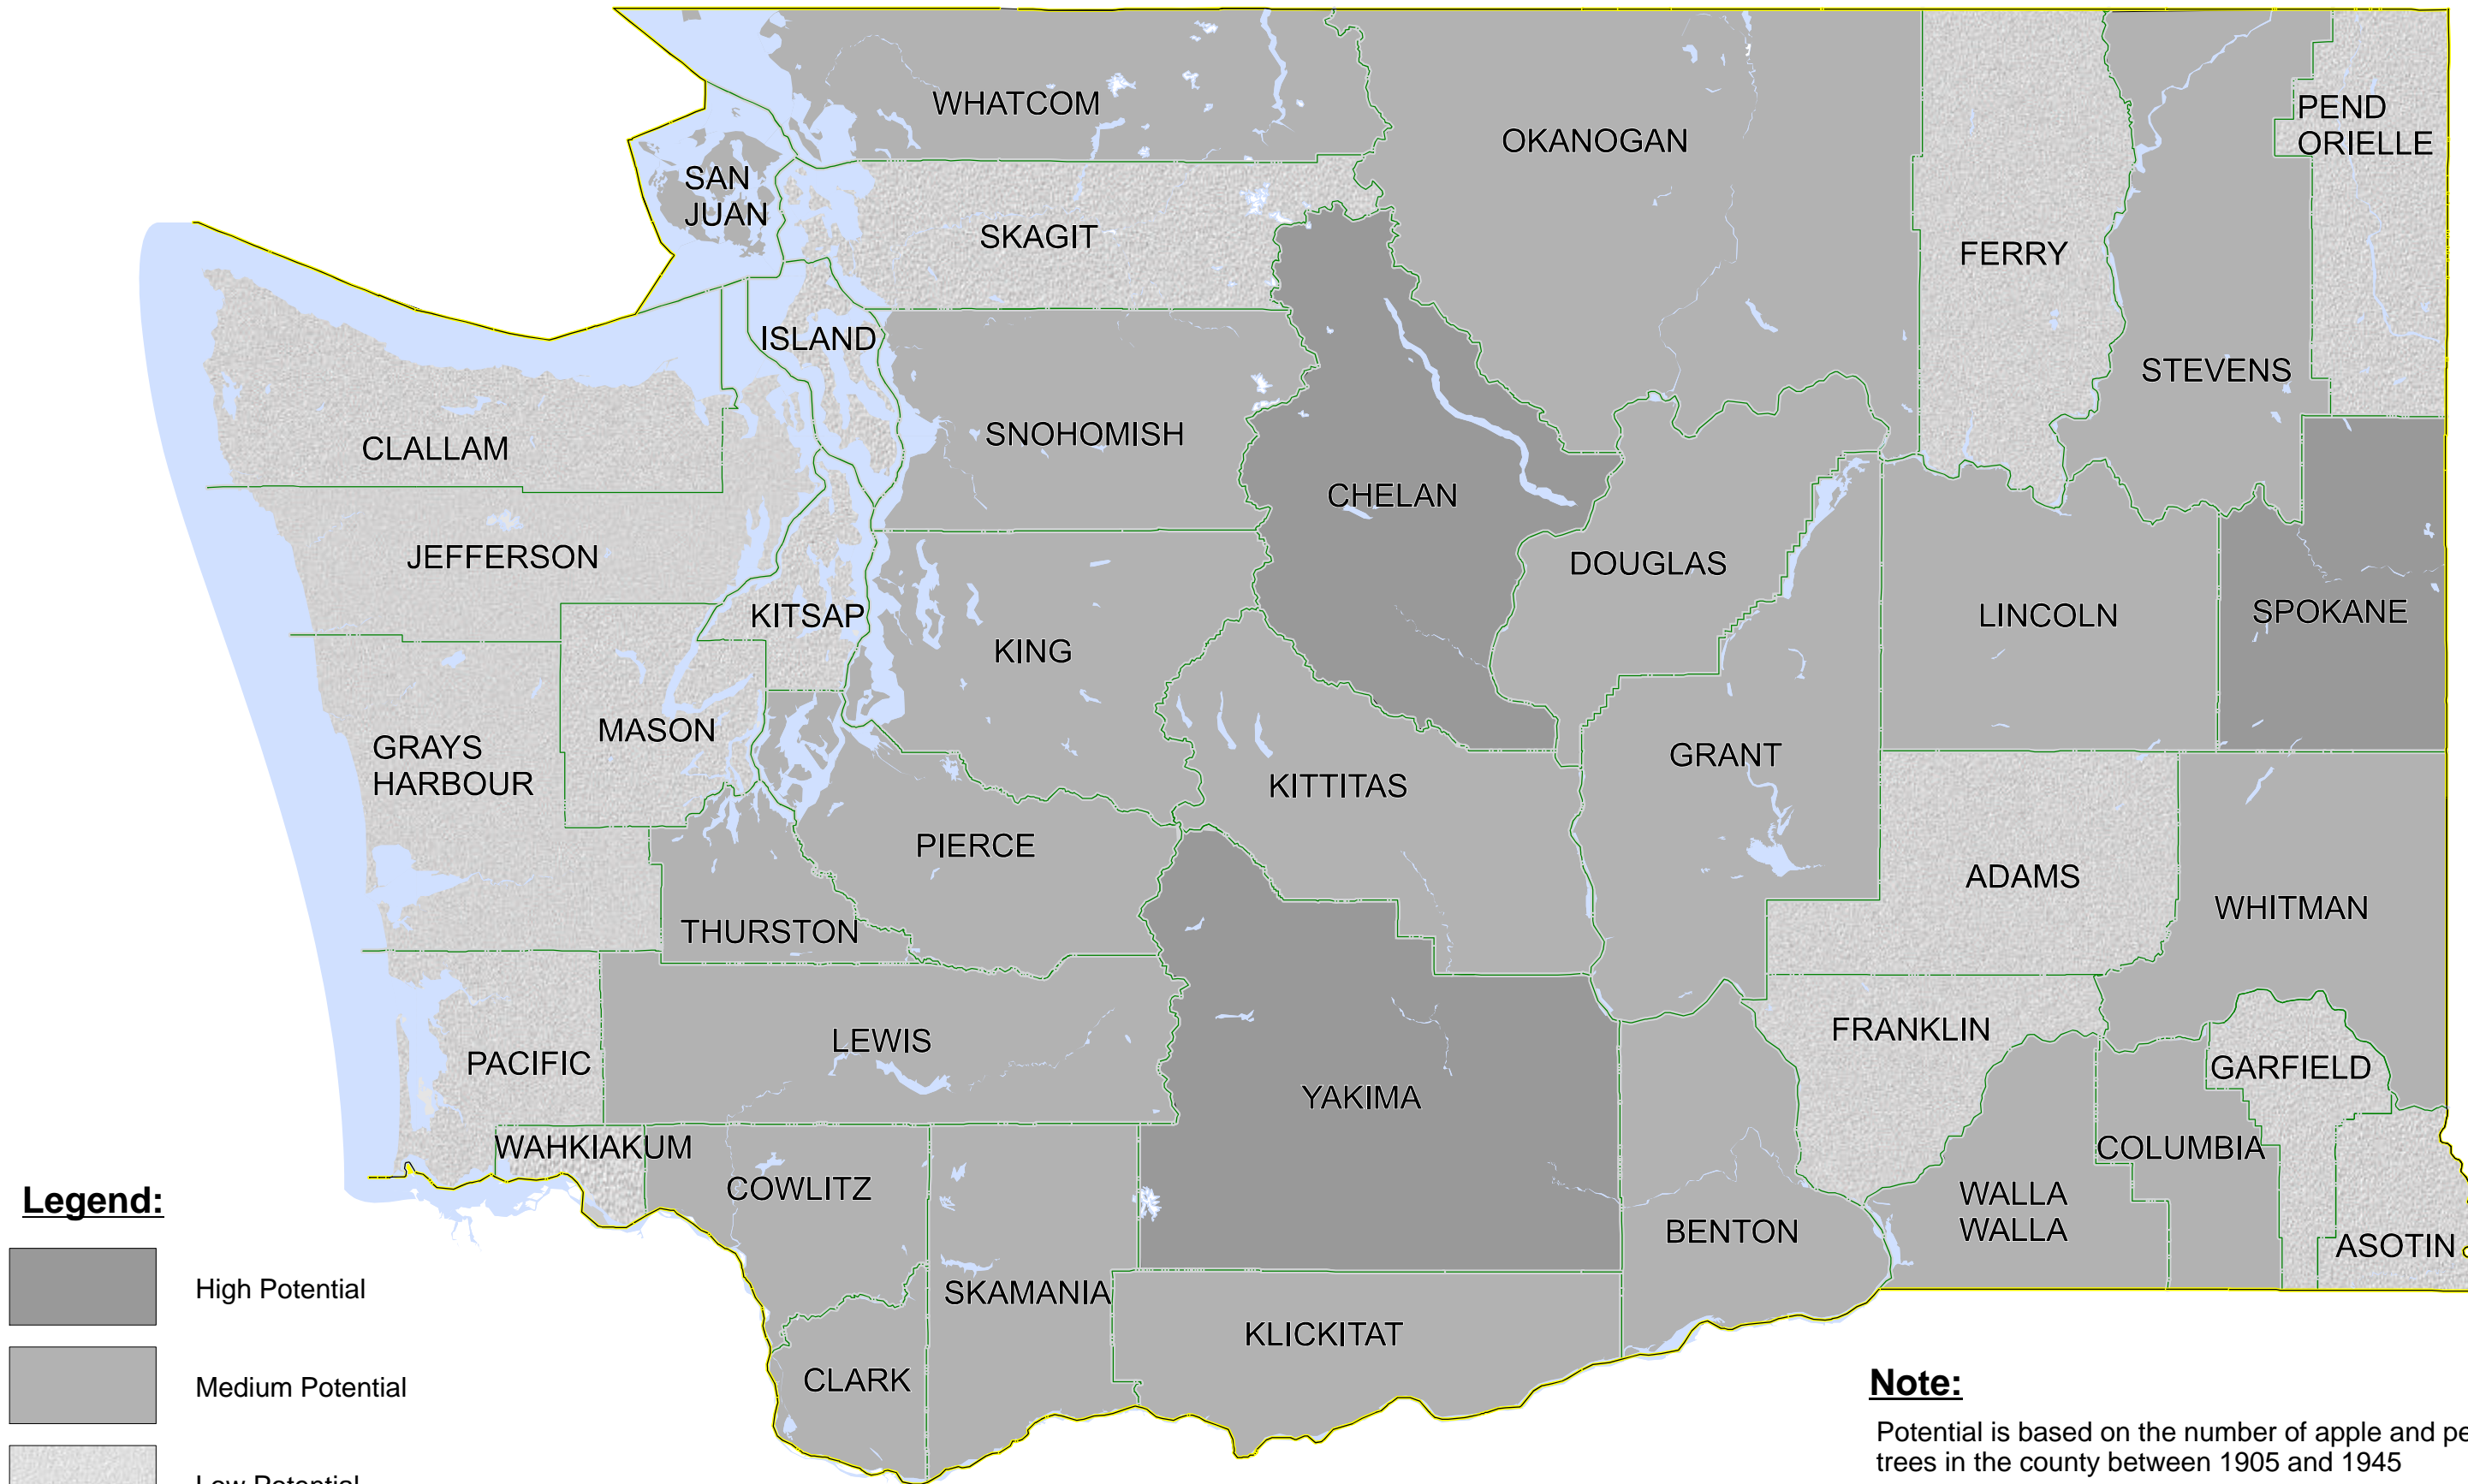 WHATCOM
OKANOGAN
PEND
ORIELLE
SAN
JUAN
SKAGIT
FERRY
ISLAND
STEVENS
CLALLAM
SNOHOMISH
CHELAN
JEFFERSON
DOUGLAS
KITSAP
LINCOLN
SPOKANE
KING
MASON
GRAYS
HARBOUR
GRANT
KITTITAS
PIERCE
ADAMS
WHITMAN
THURSTON
LEWIS
FRANKLIN
PACIFIC
GARFIELD
YAKIMA
WAHKIAKUM
COLUMBIA
COWLITZ
WALLA
WALLA
BENTON
ASOTIN
SKAMANIA
KLICKITAT
CLARK
Legend:
High Potential
Medium Potential
Low Potential
Note:
Potential is based on the number of apple and pe
trees in the county between 1905 and 1945